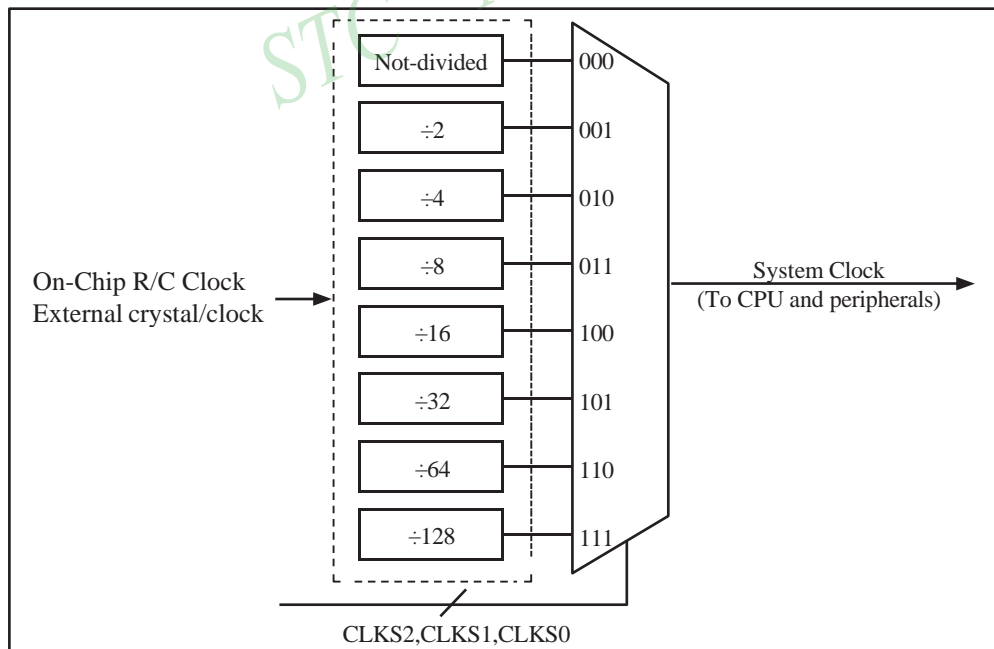 STC
Not-divided
000
÷2
001
÷4
010
÷8
011
On-Chip R/C Clock
External crystal/clock
System Clock
(To CPU and peripherals)
÷16
100
÷32
101
÷64
110
÷128
111
CLKS2,CLKS1,CLKS0